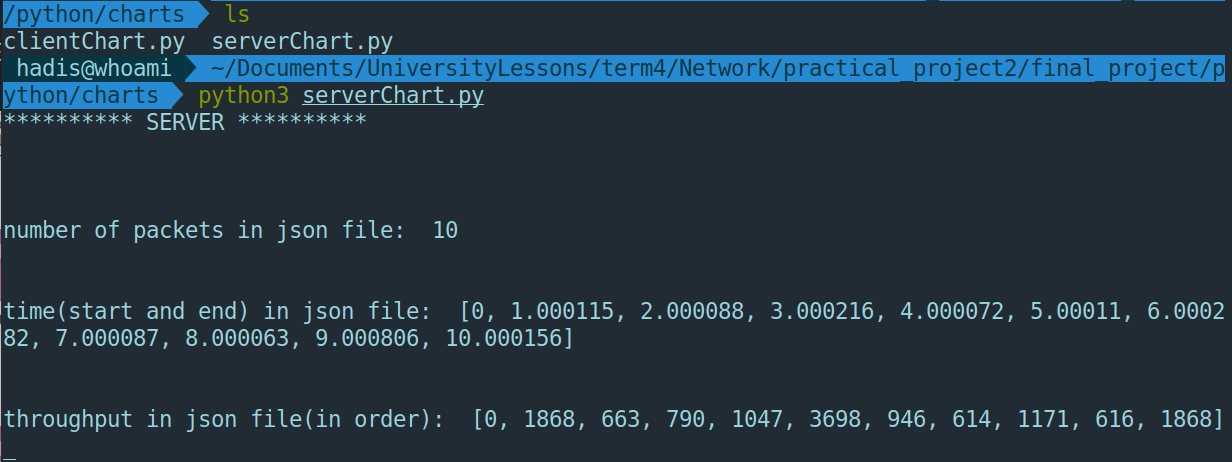 /python/charts ls
clientChart.py  serverChart.py
hadis@whoami ~/Documents/UniversityLessons/term4/Network/practical_project2/final_project/p
ython/charts python3 serverChart.py
********** SERVER **********
number of packets in json file:  10
time(start and end) in json file:  [0, 1.000115, 2.000088, 3.000216, 4.000072, 5.00011, 6.0002
82, 7.000087, 8.000063, 9.000806, 10.000156]
throughput in json file(in order):  [0, 1868, 663, 790, 1047, 3698, 946, 614, 1171, 616, 1868]